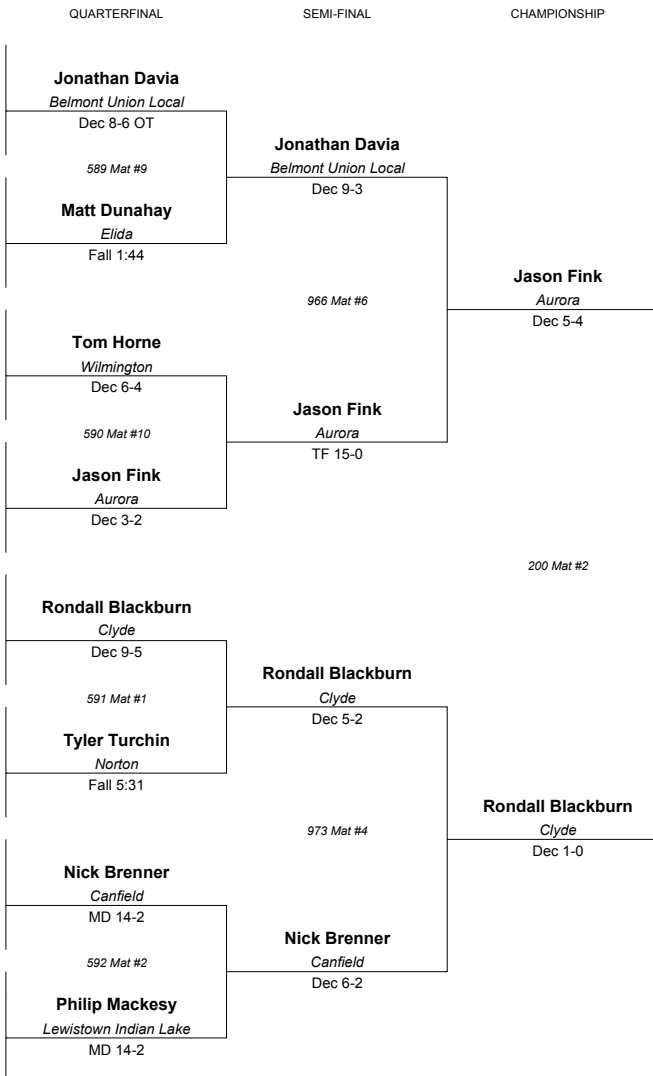 QUARTERFINAL SEMI-FINAL CHAMPIONSHIP
Jonathan Davia
Belmont Union Local
Dec 8-6 OT
589 Mat #9
Matt Dunahay
Elida
Fall 1:44
Tom Horne
Wilmington
Dec 6-4
590 Mat #10
Jason Fink
Aurora
Dec 3-2
Rondall Blackburn
Clyde
Dec 9-5
591 Mat #1
Tyler Turchin
Norton
Fall 5:31
Nick Brenner
Canfield
MD 14-2
592 Mat #2
Philip Mackesy
Lewistown Indian Lake
MD 14-2
Jonathan Davia
Belmont Union Local
Dec 9-3
966 Mat #6
Jason Fink
Aurora
TF 15-0
Rondall Blackburn
Clyde
Dec 5-2
973 Mat #4
Nick Brenner
Canfield
Dec 6-2
Jason Fink
Aurora
Dec 5-4
200 Mat #2
Rondall Blackburn
Clyde
Dec 1-0